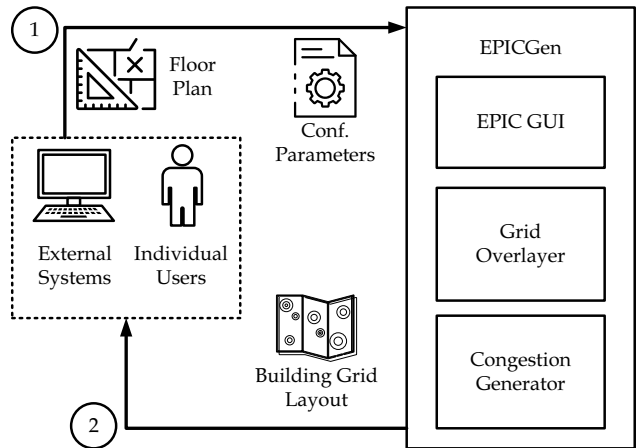 1
Floor
Plan
Conf.
Parameters
External
Systems
Individual
Users
Building Grid
Layout
2
EPICGen
EPIC GUI
Grid
Overlayer
Congestion
Generator